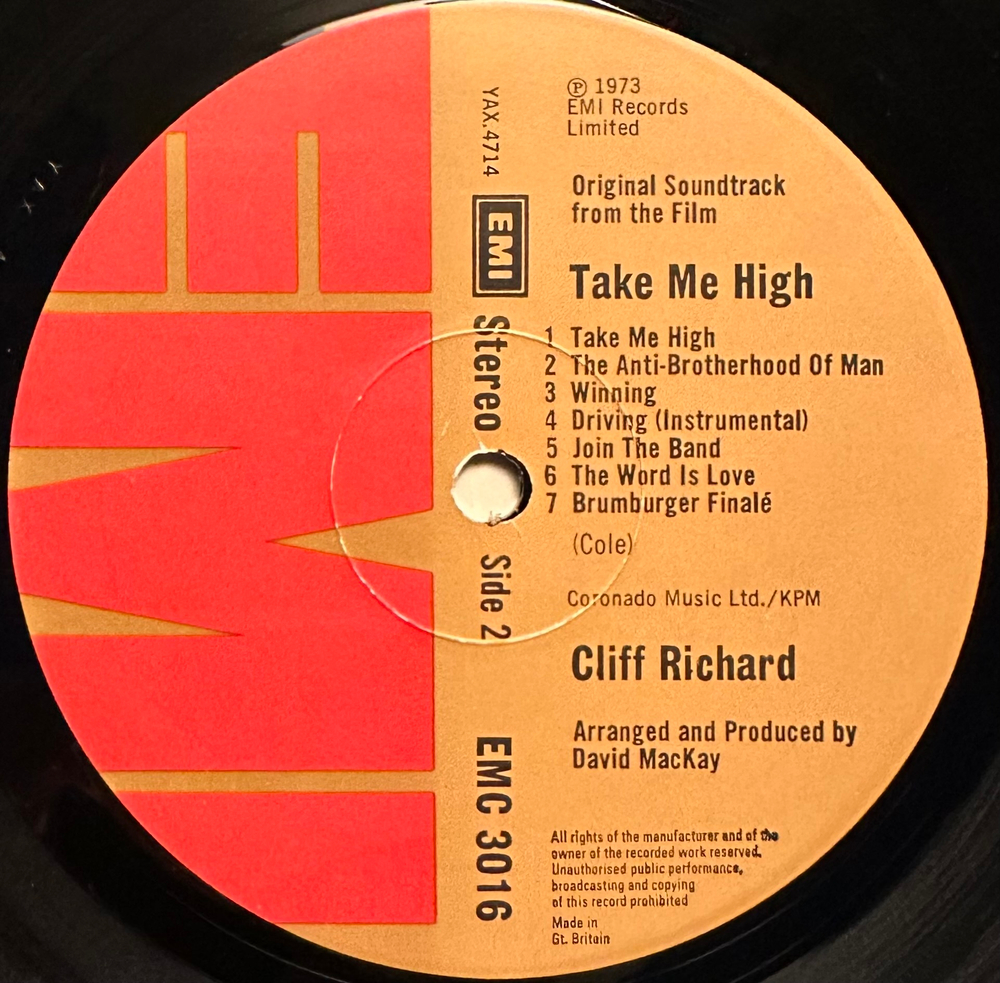 ℗ 1973
EMI Records
Limited
Original Soundtrack
from the Film
Take Me High
1 Take Me High
2 The Anti-Brotherhood Of Man
3 Winning
4 Driving (Instrumental)
5 Join The Band
6 The Word Is Love
7 Brumburger Finalé
(Cole)
Coronado Music Ltd./KPM
Cliff Richard
Arranged and Produced by
David MacKay
All rights of the manufacturer and of the
owner of the recorded work reserved.
Unauthorised public performance,
broadcasting and copying
of this record prohibited
Made in
Gt. Britain
YAX.4714
EMI
Stereo
Side 2
EMC 3016
EMI